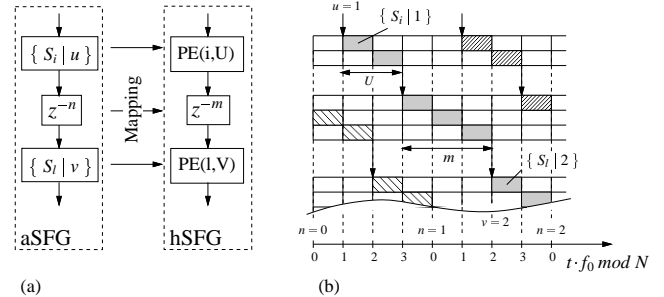 { S_i | u }
z^{-n}
{ S_l | v }
aSFG
Mapping
PE(i,U)
z^{-m}
PE(l,V)
hSFG
(a)
u = 1
{ S_i | 1 }
U
m
{ S_l | 2 }
v = 2
n = 0
n = 1
n = 2
0 1 2 3 0 1 2 3 0
t · f_0 mod N
(b)